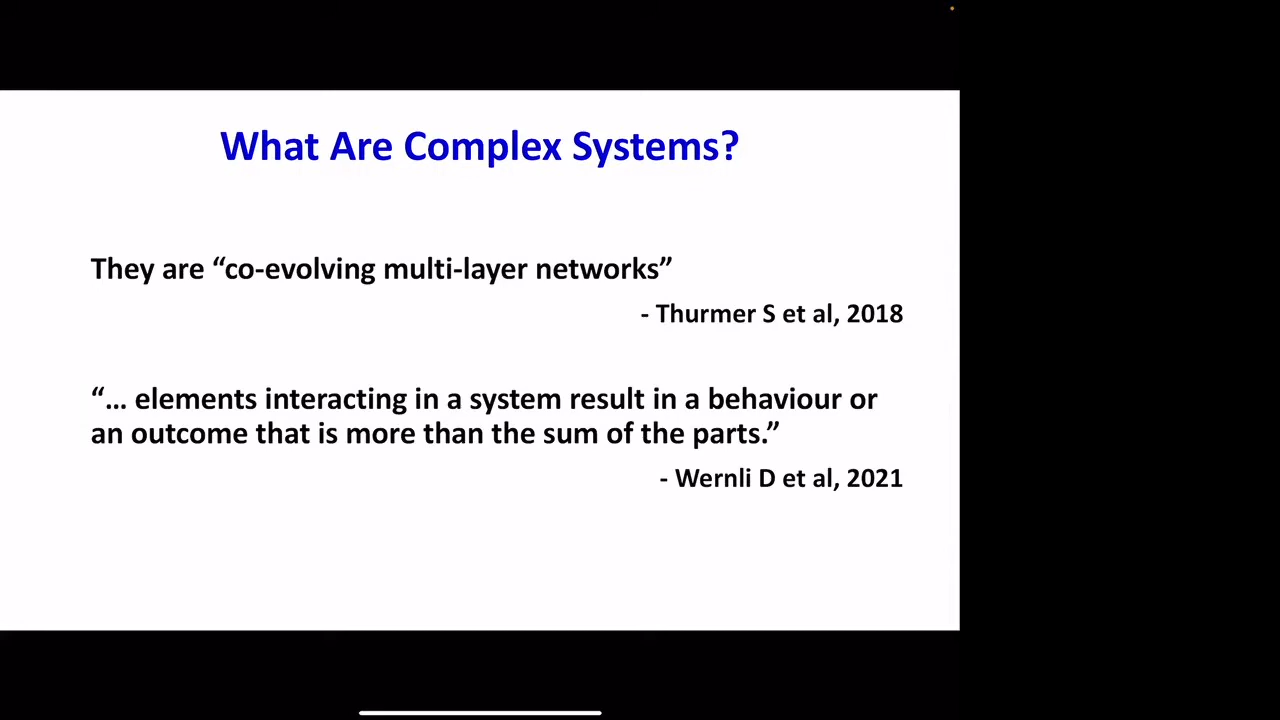 What Are Complex Systems?
They are “co-evolving multi-layer networks”
- Thurmer S et al, 2018
“… elements interacting in a system result in a behaviour or
an outcome that is more than the sum of the parts.”
- Wernli D et al, 2021